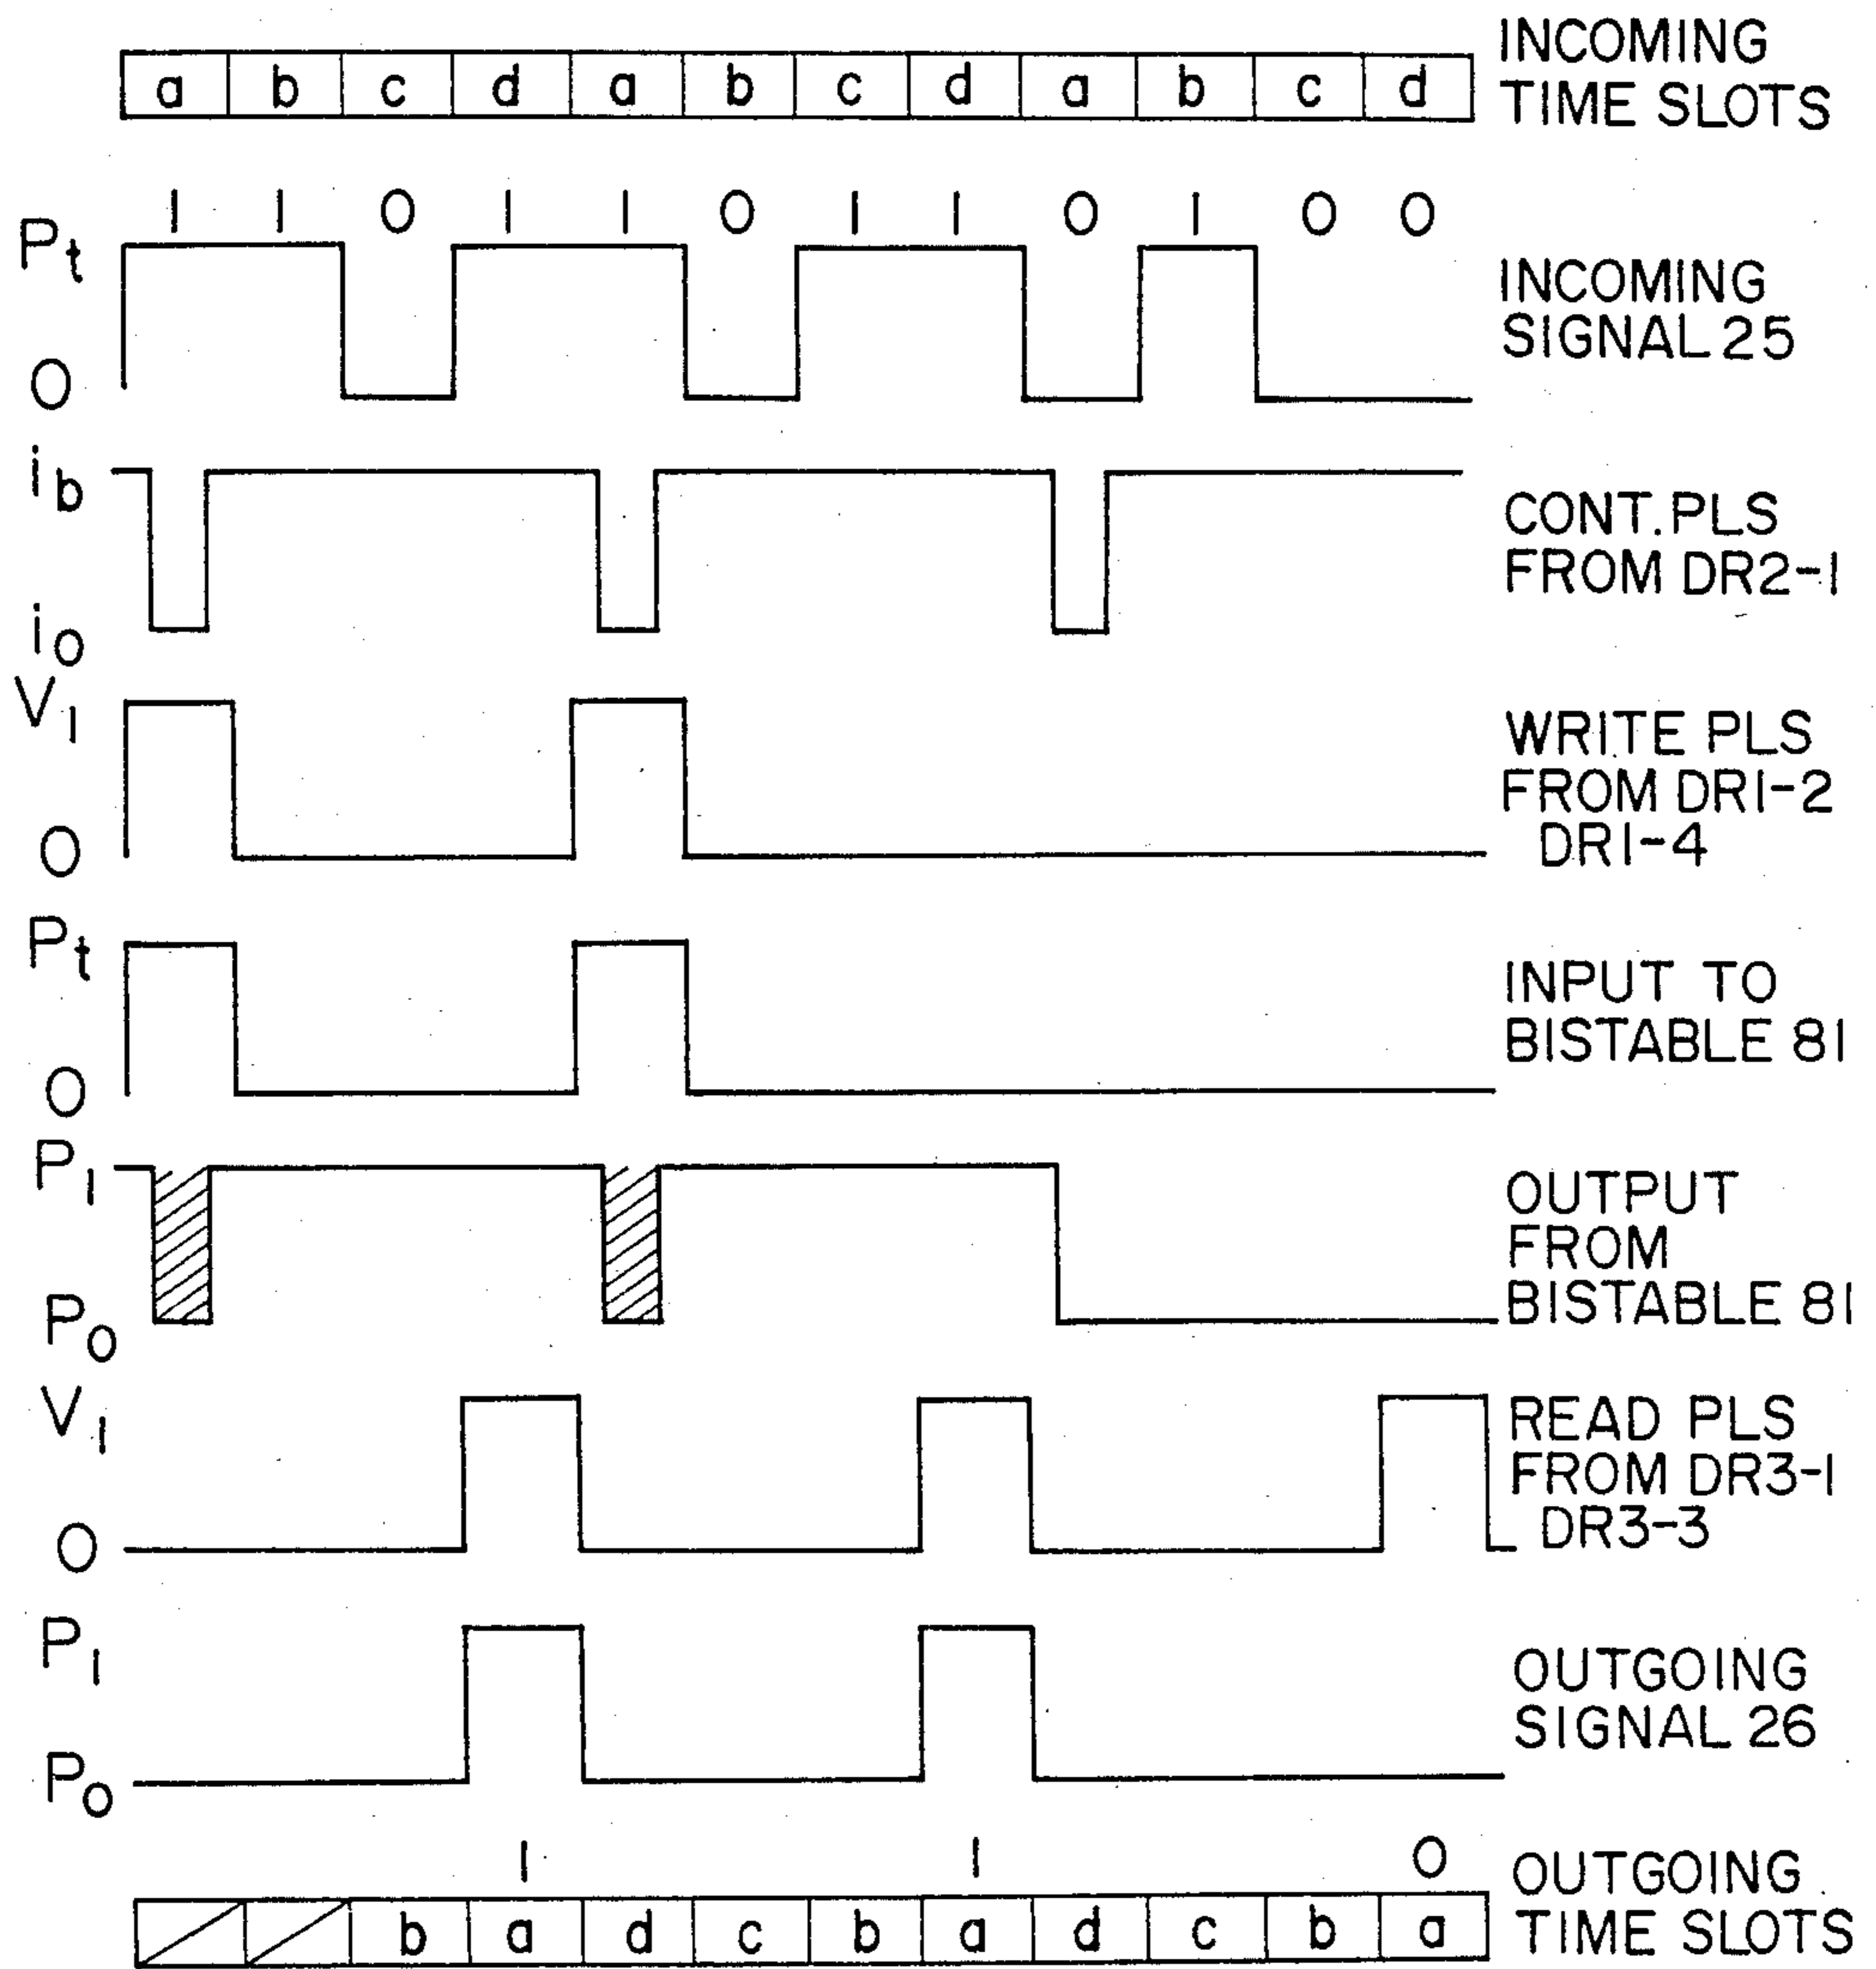 a b c d a b c d a b c d
INCOMING
TIME SLOTS
1 1 0 1 1 0 1 1 0 1 0 0
Pt
O
INCOMING
SIGNAL 25
ib
io
CONT. PLS
FROM DR2-1
V1
O
WRITE PLS
FROM DR1-2
DR1-4
Pt
O
INPUT TO
BISTABLE 81
P1
Po
OUTPUT
FROM
BISTABLE 81
V1
O
READ PLS
FROM DR3-1
DR3-3
P1
Po
OUTGOING
SIGNAL 26
1 1 0
b a d c b a d c b a
OUTGOING
TIME SLOTS